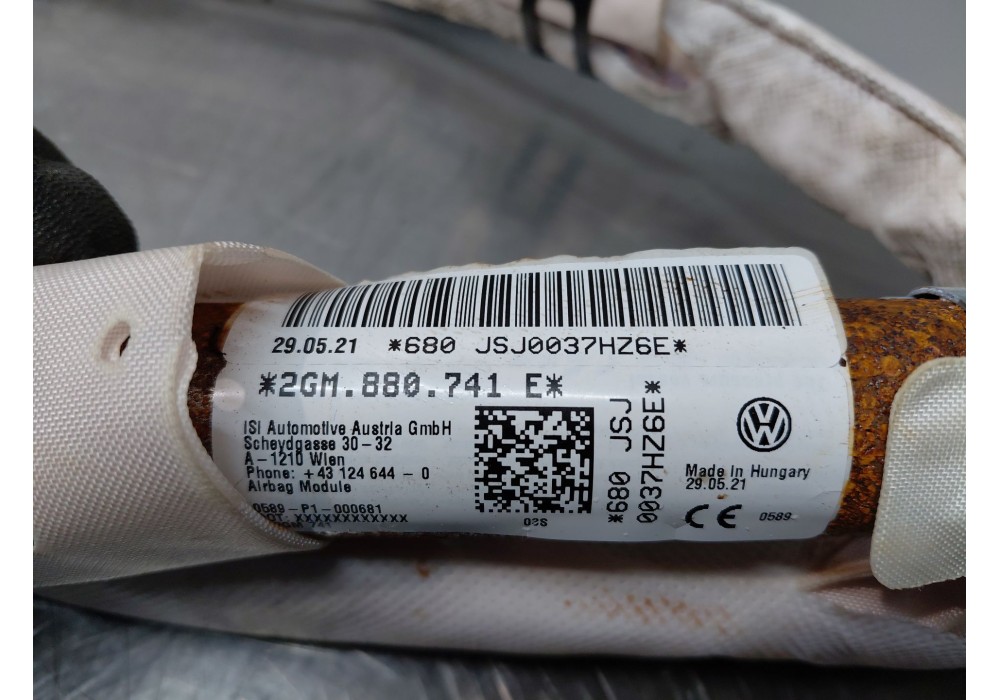 29.05.21 *680 JSJ0037HZ6E*
*2GM.880.741 E*
ISI Automotive Austria GmbH
Scheydgasse 30-32
A-1210 Wien
Phone: +43 124 644 - 0
Airbag Module
0589-P1-000681
XXXXXXXXXXXX
*680 JSJ
0037HZ6E*
Made In Hungary
29.05.21
CE 0589